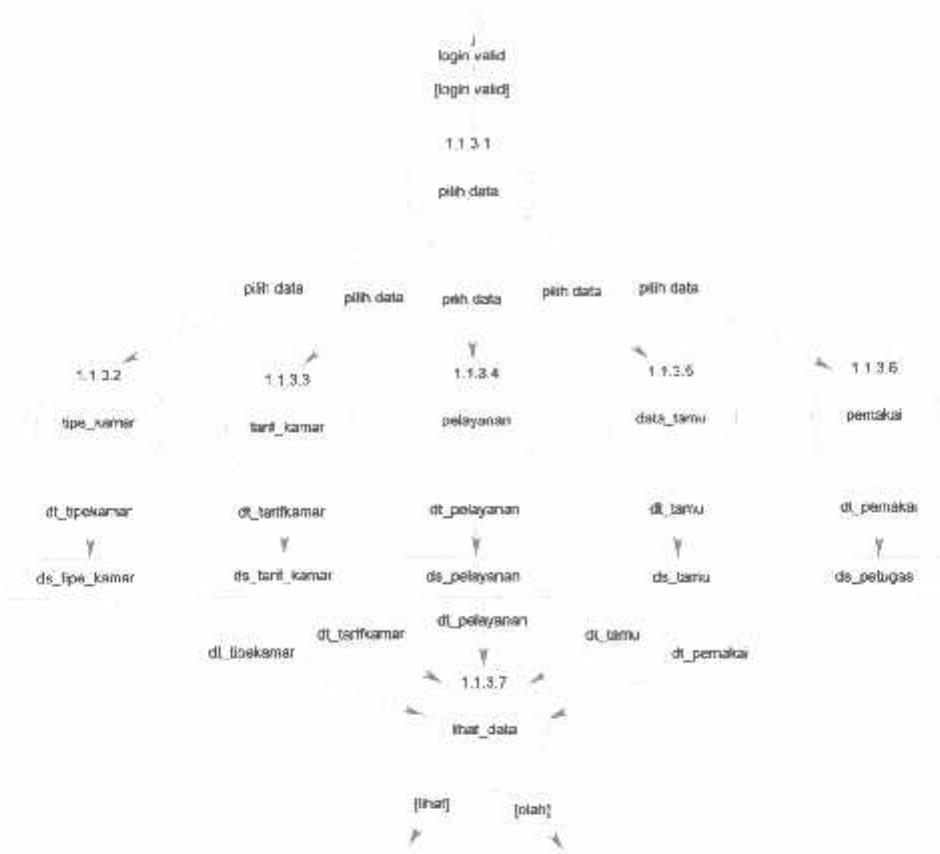 login valid
[login valid]
1.1.3.1
pilih data
pilih data
pilih data
pilih data
pilih data
pilih data
1.1.3.2
1.1.3.3
1.1.3.4
1.1.3.5
1.1.3.6
tipe_kamar
tarif_kamar
pelayanan
data_tamu
pemakai
dt_tipekamar
dt_tarifkamar
dt_pelayanan
dt_tamu
dt_pemakai
ds_tipe_kamar
ds_tarif_kamar
ds_pelayanan
ds_tamu
ds_petugas
dt_tipekamar
dt_tarifkamar
dt_pelayanan
dt_tamu
dt_pemakai
1.1.3.7
lihat_data
[lihat]
[olah]